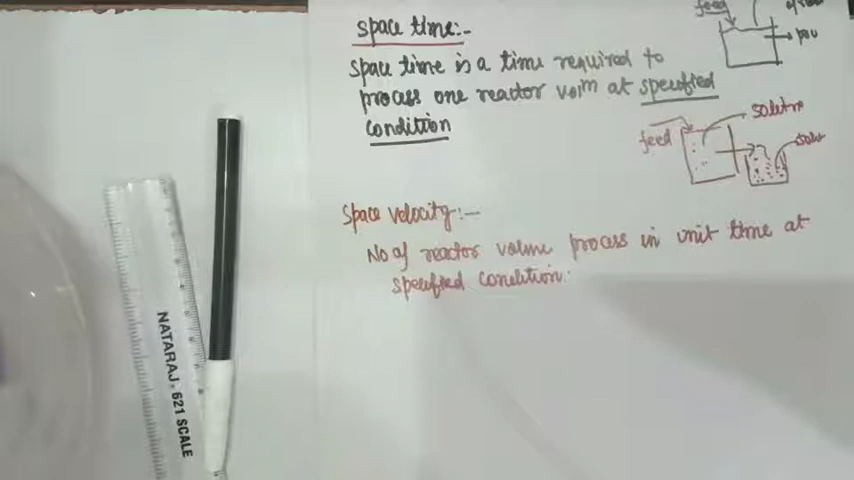 feed
space time:-
space time is a time required to
process one reactor volm at specified
condition
feed
solution
Space velocity:-
No of reactor volume process in unit time at
specified condition.
NATARAJ 621 SCALE